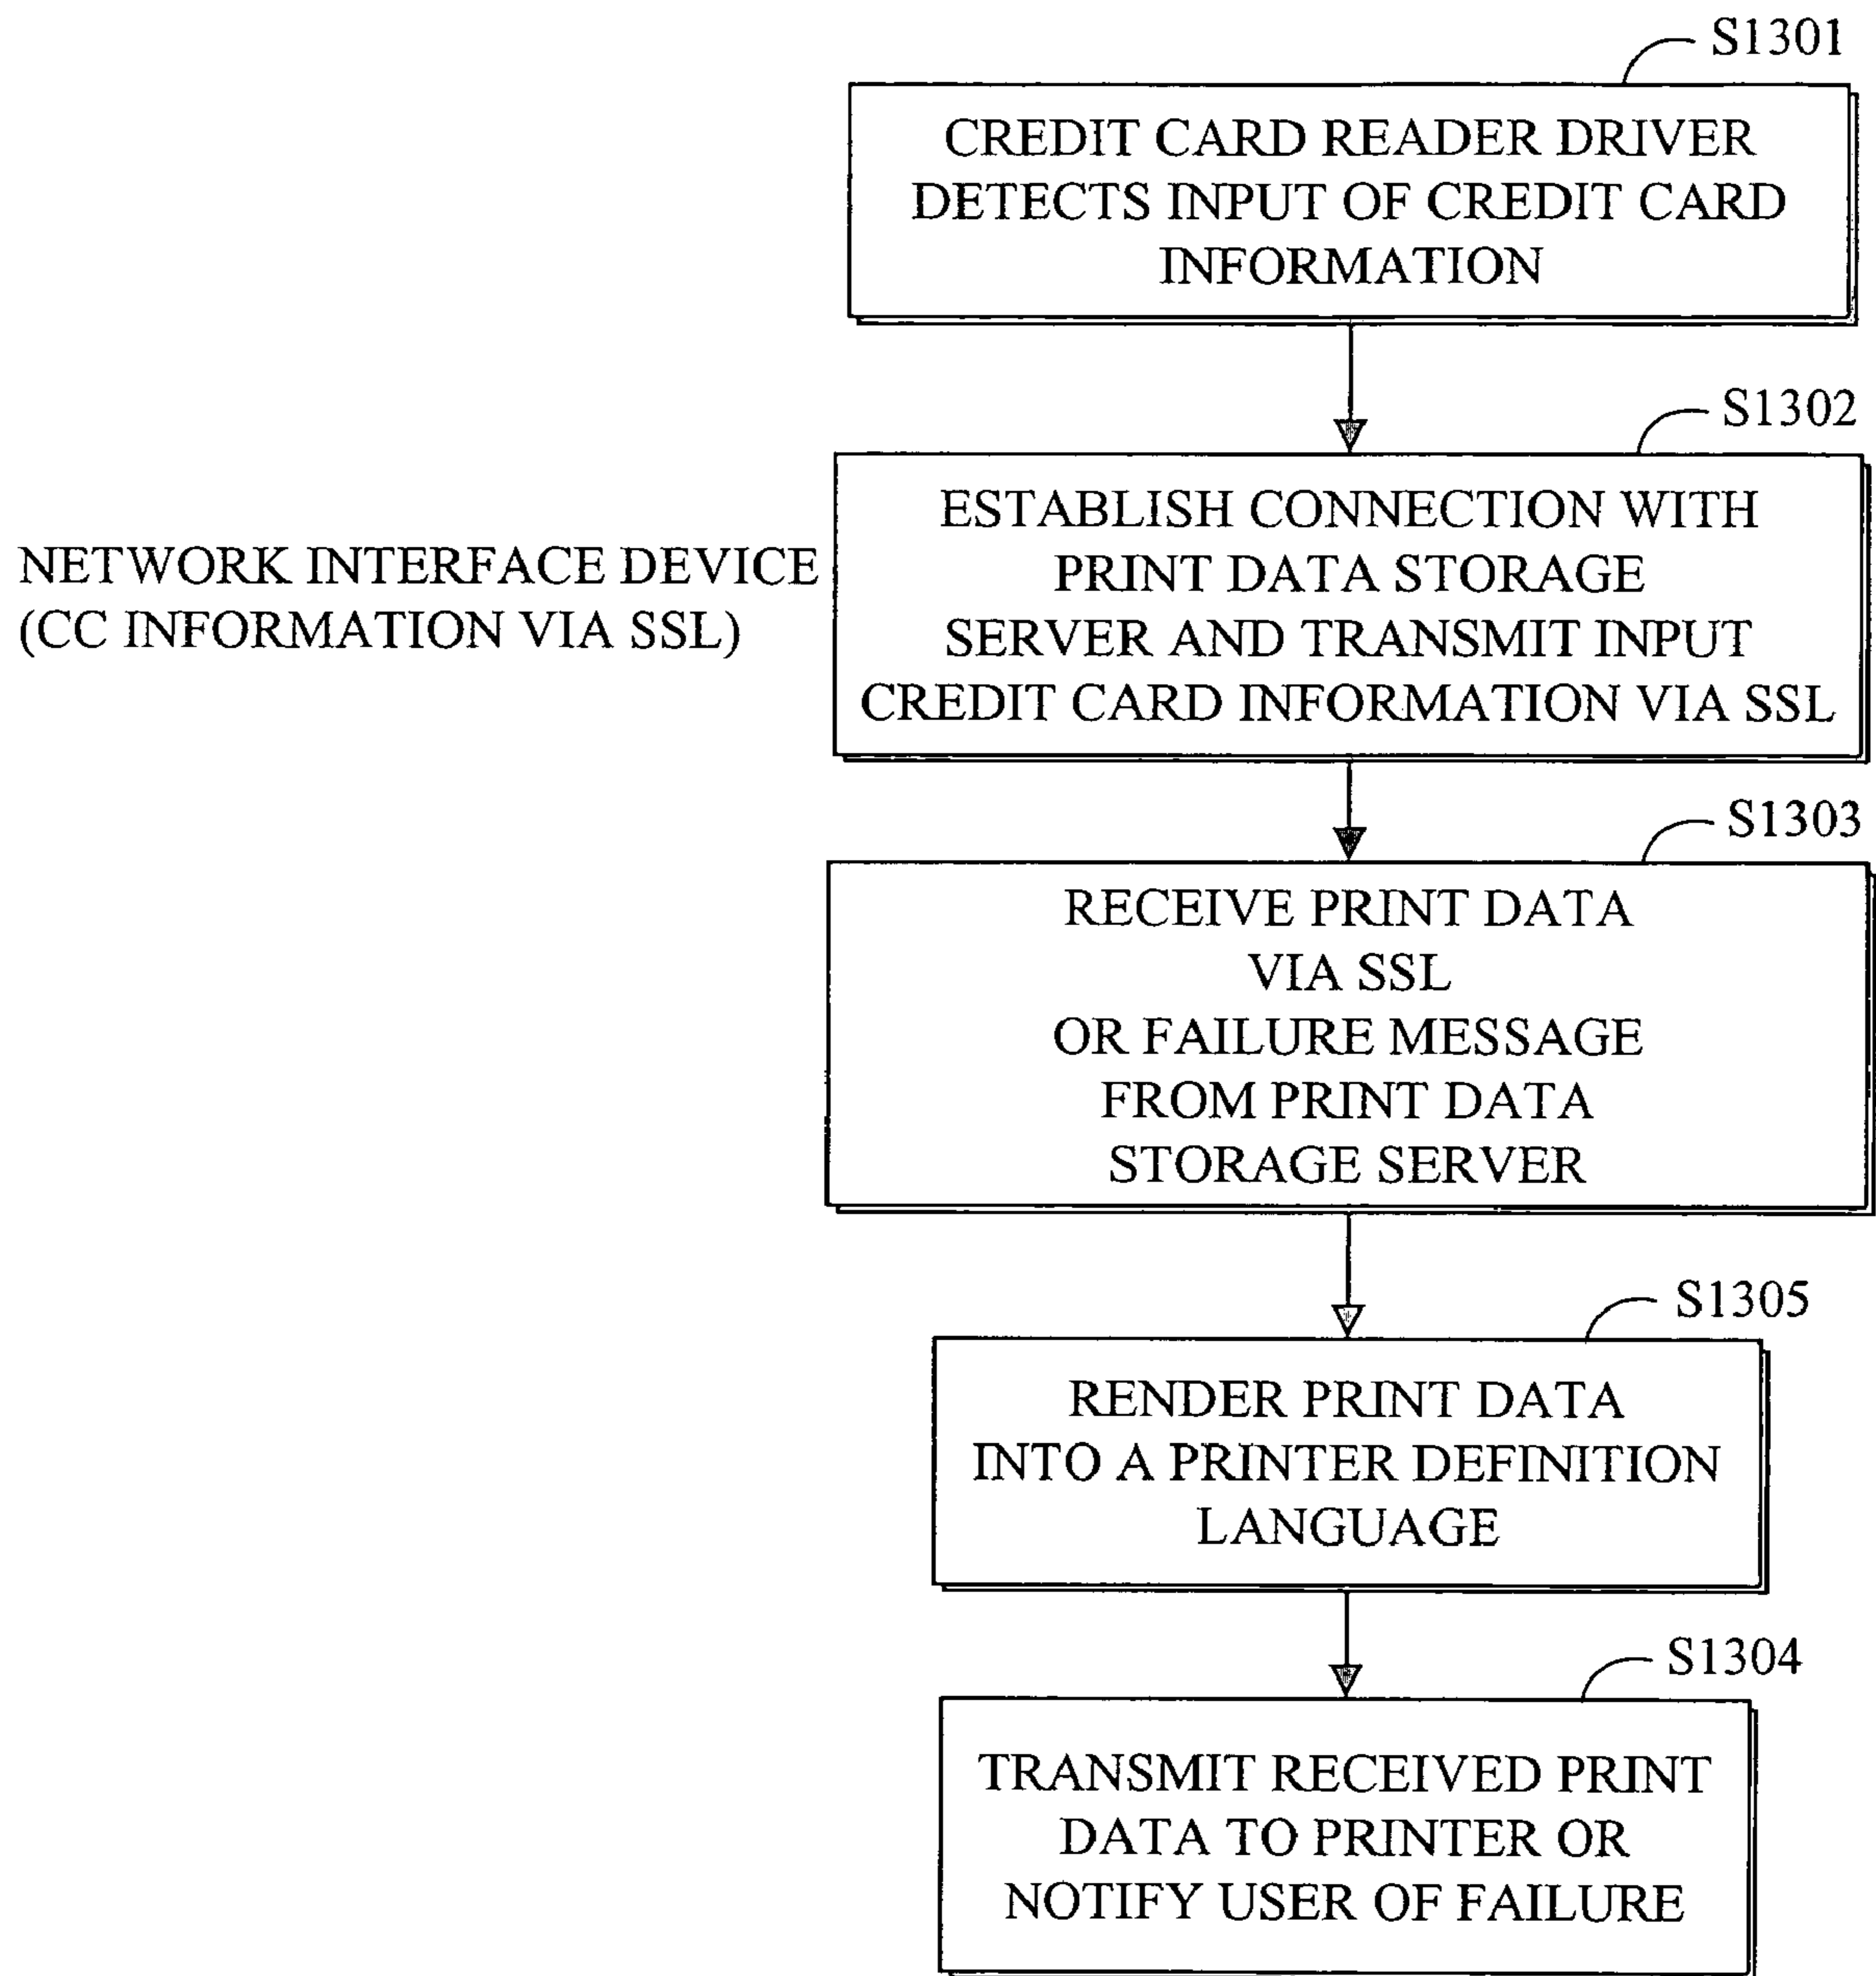 S1301
CREDIT CARD READER DRIVER
DETECTS INPUT OF CREDIT CARD
INFORMATION
S1302
NETWORK INTERFACE DEVICE
(CC INFORMATION VIA SSL)
ESTABLISH CONNECTION WITH
PRINT DATA STORAGE
SERVER AND TRANSMIT INPUT
CREDIT CARD INFORMATION VIA SSL
S1303
RECEIVE PRINT DATA
VIA SSL
OR FAILURE MESSAGE
FROM PRINT DATA
STORAGE SERVER
S1305
RENDER PRINT DATA
INTO A PRINTER DEFINITION
LANGUAGE
S1304
TRANSMIT RECEIVED PRINT
DATA TO PRINTER OR
NOTIFY USER OF FAILURE